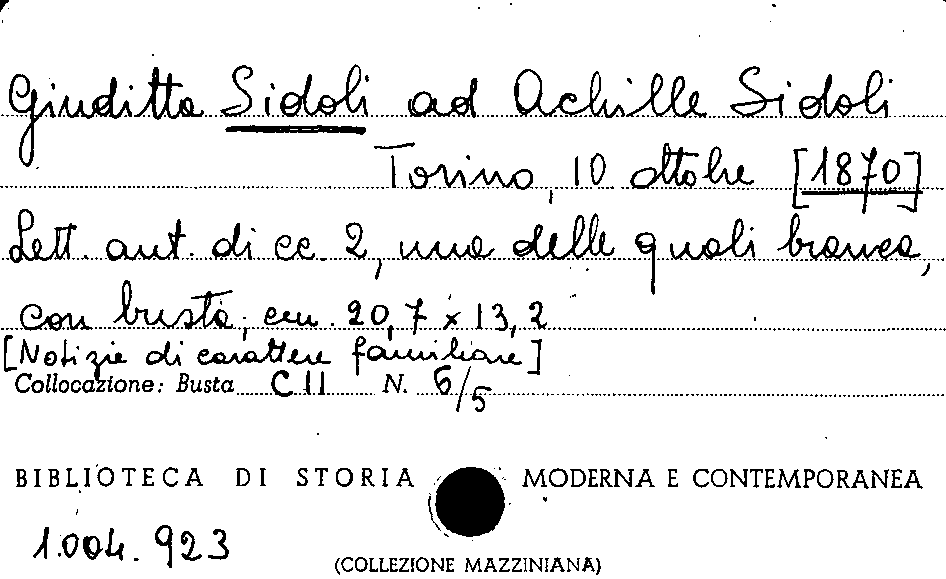 Giuditta Sidoli ad Achille Sidoli
Torino, 10 ottobre [1870]
Lett. aut. di cc. 2, una delle quali bianca,
con busta; cm. 20,7 x 13,2
[Notizie di carattere familiare]
Collocazione: Busta C II N. 6/5
BIBLIOTECA DI STORIA MODERNA E CONTEMPORANEA
1.004.923
(COLLEZIONE MAZZINIANA)